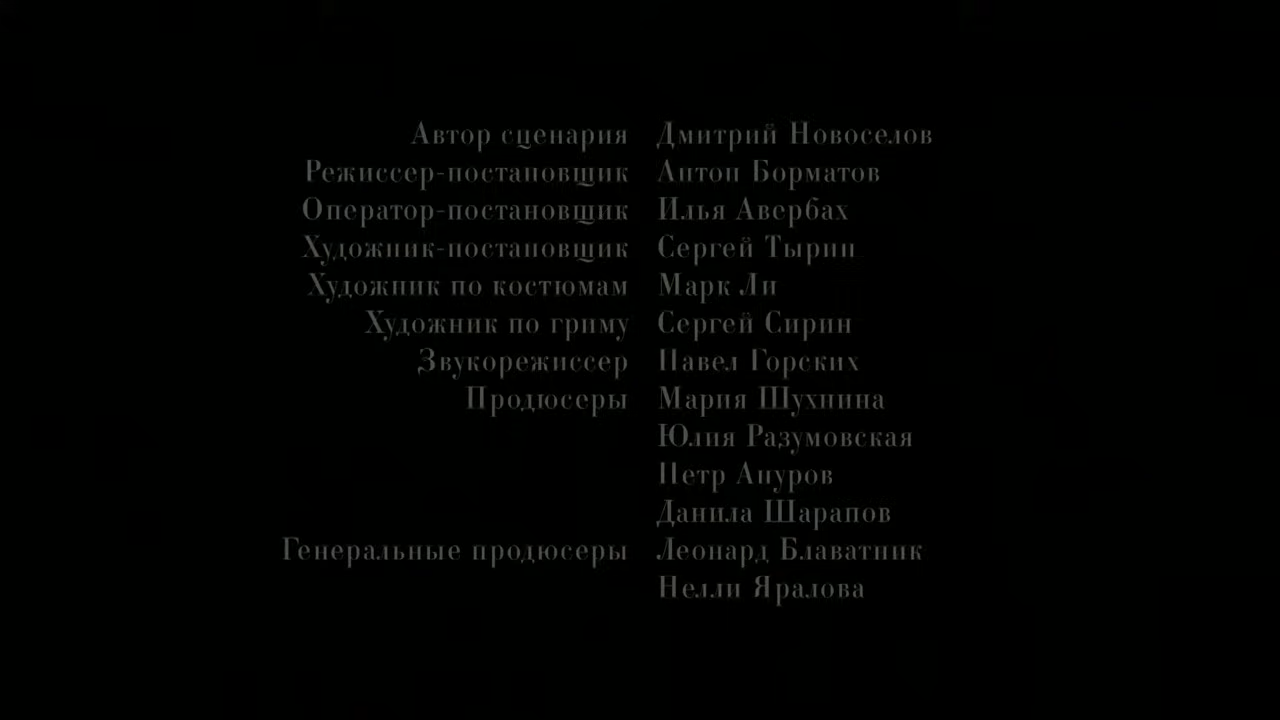 Автор сценария Дмитрий Новоселов
Режиссер-постановщик Антон Борматов
Оператор-постановщик Илья Авербах
Художник-постановщик Сергей Тырин
Художник по костюмам Марк Ли
Художник по гриму Сергей Сирин
Звукорежиссер Павел Горских
Продюсеры Мария Шухнина
Юлия Разумовская
Петр Ануров
Данила Шарапов
Генеральные продюсеры Леонард Блаватник
Нелли Яралова